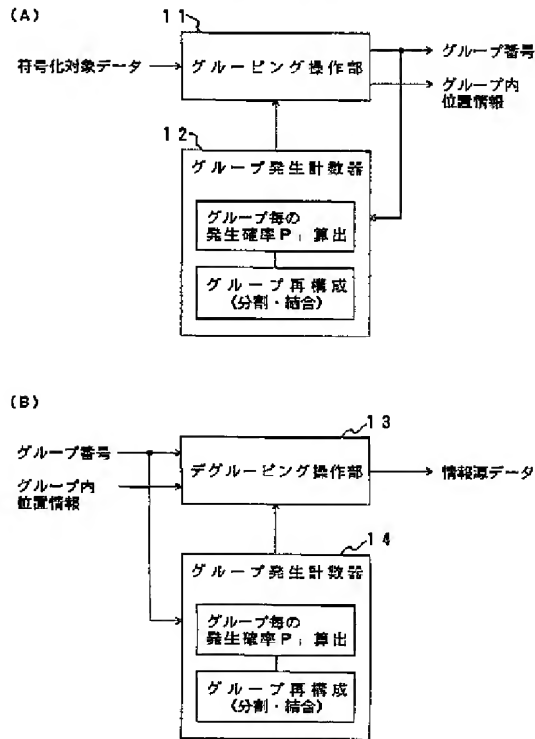 (A)
11
符号化対象データ
グルーピング操作部
グループ番号
グループ内
位置情報
12
グループ発生計数器
グループ毎の
発生確率Pi算出
グループ再構成
(分割・結合)
(B)
13
グループ番号
グループ内
位置情報
デグルーピング操作部
情報源データ
14
グループ発生計数器
グループ毎の
発生確率Pi算出
グループ再構成
(分割・結合)